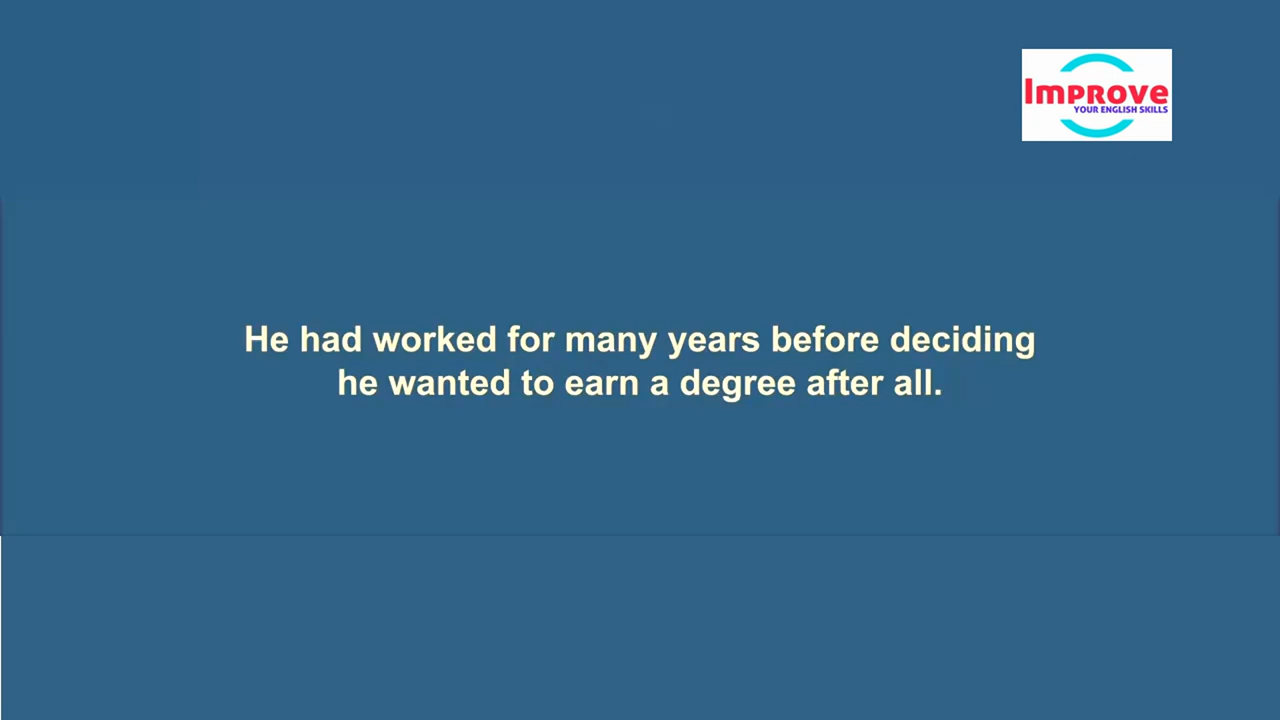 Improve
YOUR ENGLISH SKILLS
He had worked for many years before deciding
he wanted to earn a degree after all.